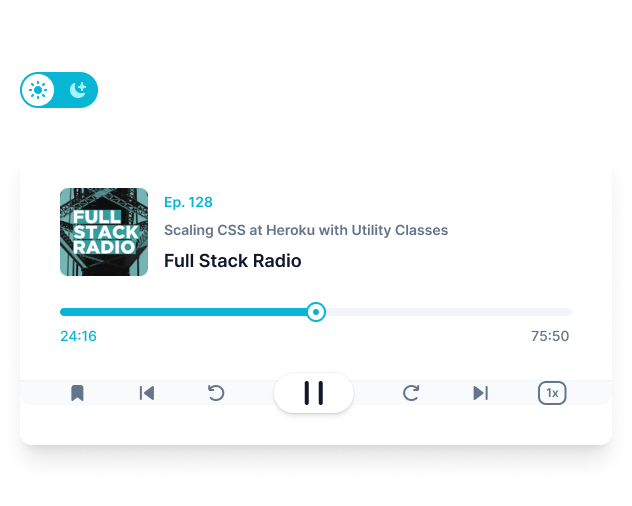 FULL
STACK
RADIO
Ep. 128
Scaling CSS at Heroku with Utility Classes
Full Stack Radio
24:16
75:50
1x